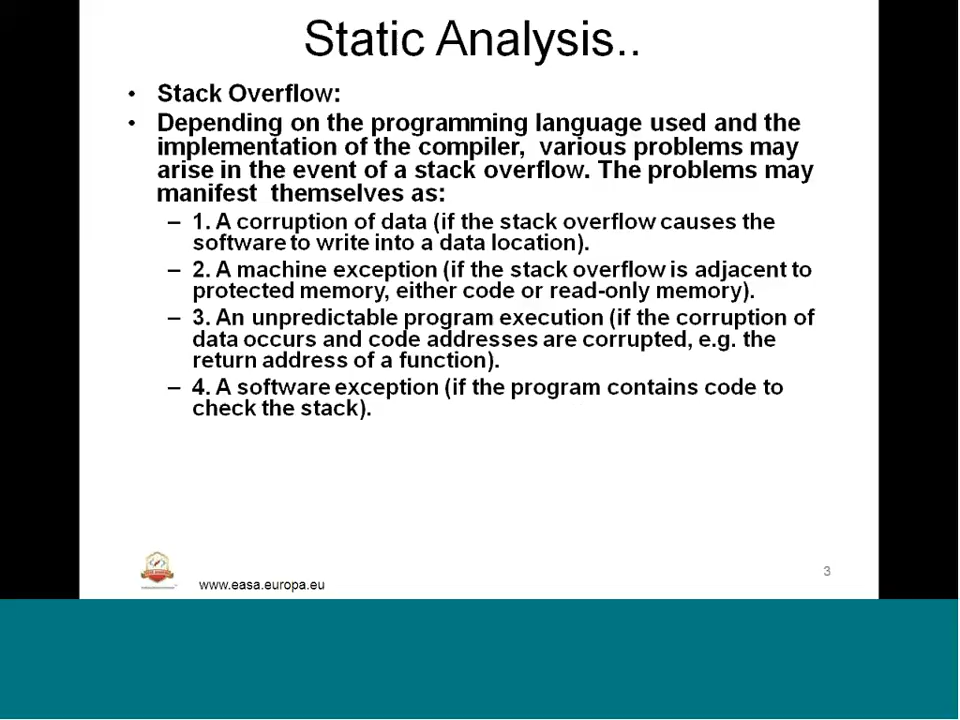 Static Analysis..
• Stack Overflow:
• Depending on the programming language used and the
implementation of the compiler, various problems may
arise in the event of a stack overflow. The problems may
manifest themselves as:
– 1. A corruption of data (if the stack overflow causes the
software to write into a data location).
– 2. A machine exception (if the stack overflow is adjacent to
protected memory, either code or read-only memory).
– 3. An unpredictable program execution (if the corruption of
data occurs and code addresses are corrupted, e.g. the
return address of a function).
– 4. A software exception (if the program contains code to
check the stack).
www.easa.europa.eu
3